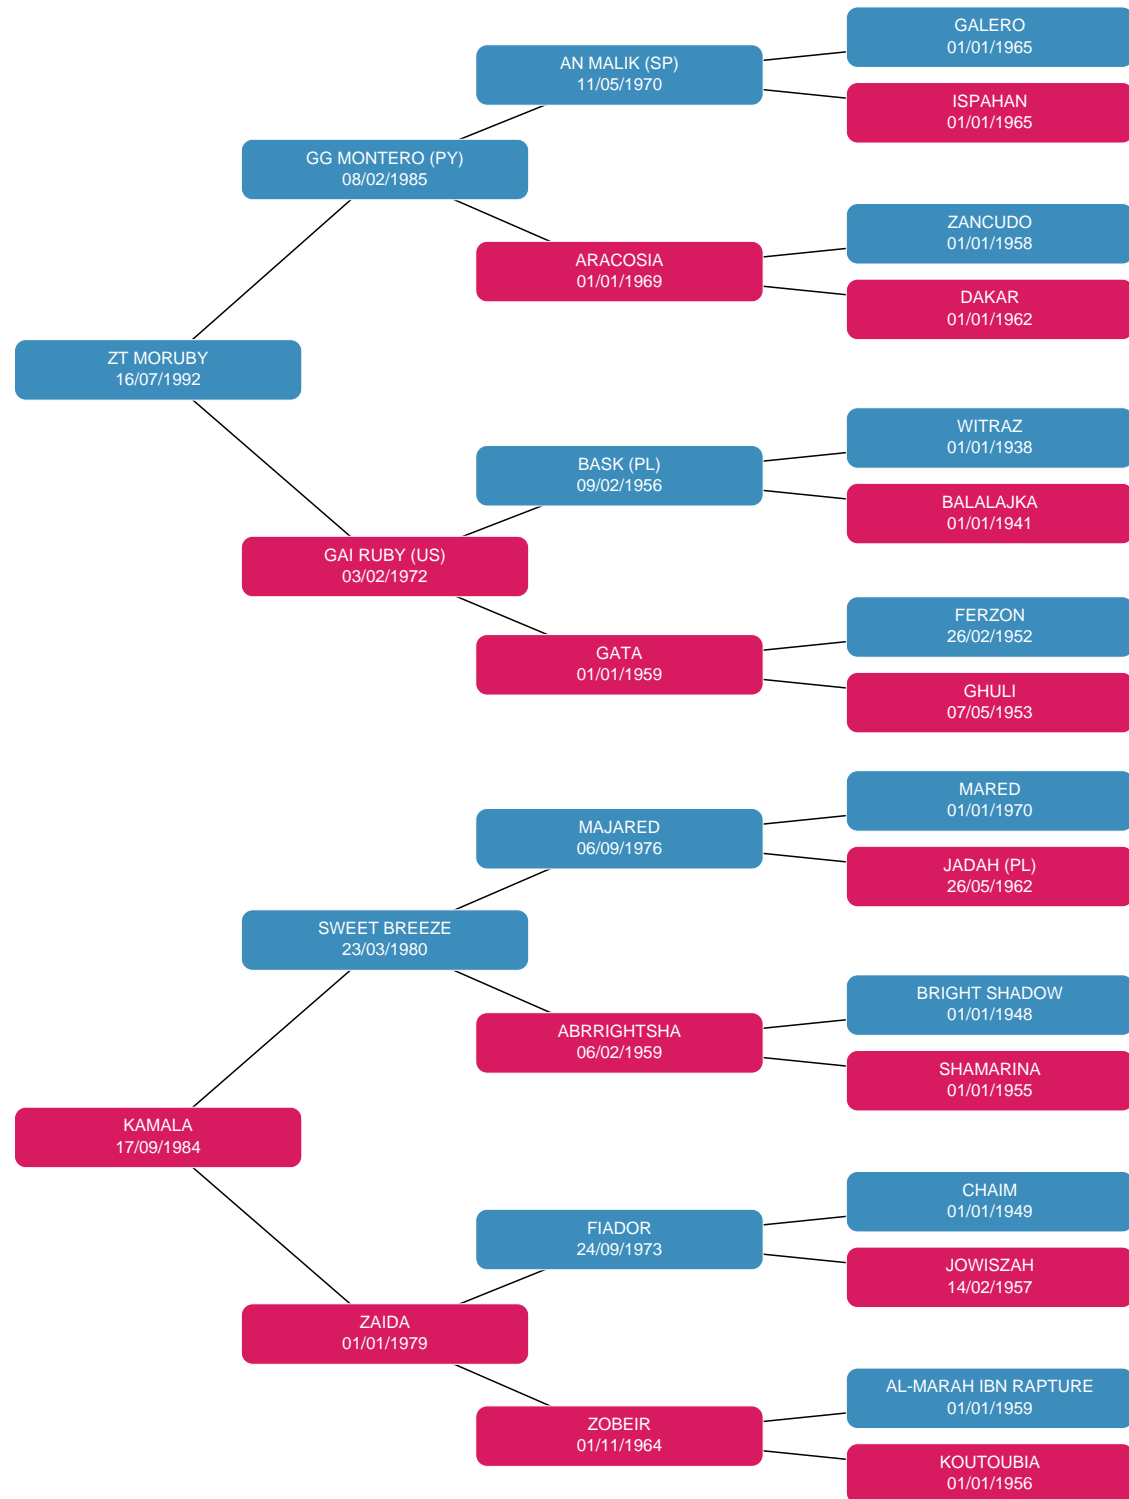 GALERO
01/01/1965
AN MALIK (SP)
11/05/1970
ISPAHAN
01/01/1965
GG MONTERO (PY)
08/02/1985
ZANCUDO
01/01/1958
ARACOSIA
01/01/1969
DAKAR
01/01/1962
ZT MORUBY
16/07/1992
WITRAZ
01/01/1938
BASK (PL)
09/02/1956
BALALAJKA
01/01/1941
GAI RUBY (US)
03/02/1972
FERZON
26/02/1952
GATA
01/01/1959
GHULI
07/05/1953
MARED
01/01/1970
MAJARED
06/09/1976
JADAH (PL)
26/05/1962
SWEET BREEZE
23/03/1980
BRIGHT SHADOW
01/01/1948
ABRRIGHTSHA
06/02/1959
SHAMARINA
01/01/1955
KAMALA
17/09/1984
CHAIM
01/01/1949
FIADOR
24/09/1973
JOWISZAH
14/02/1957
ZAIDA
01/01/1979
AL-MARAH IBN RAPTURE
01/01/1959
ZOBEIR
01/11/1964
KOUTOUBIA
01/01/1956